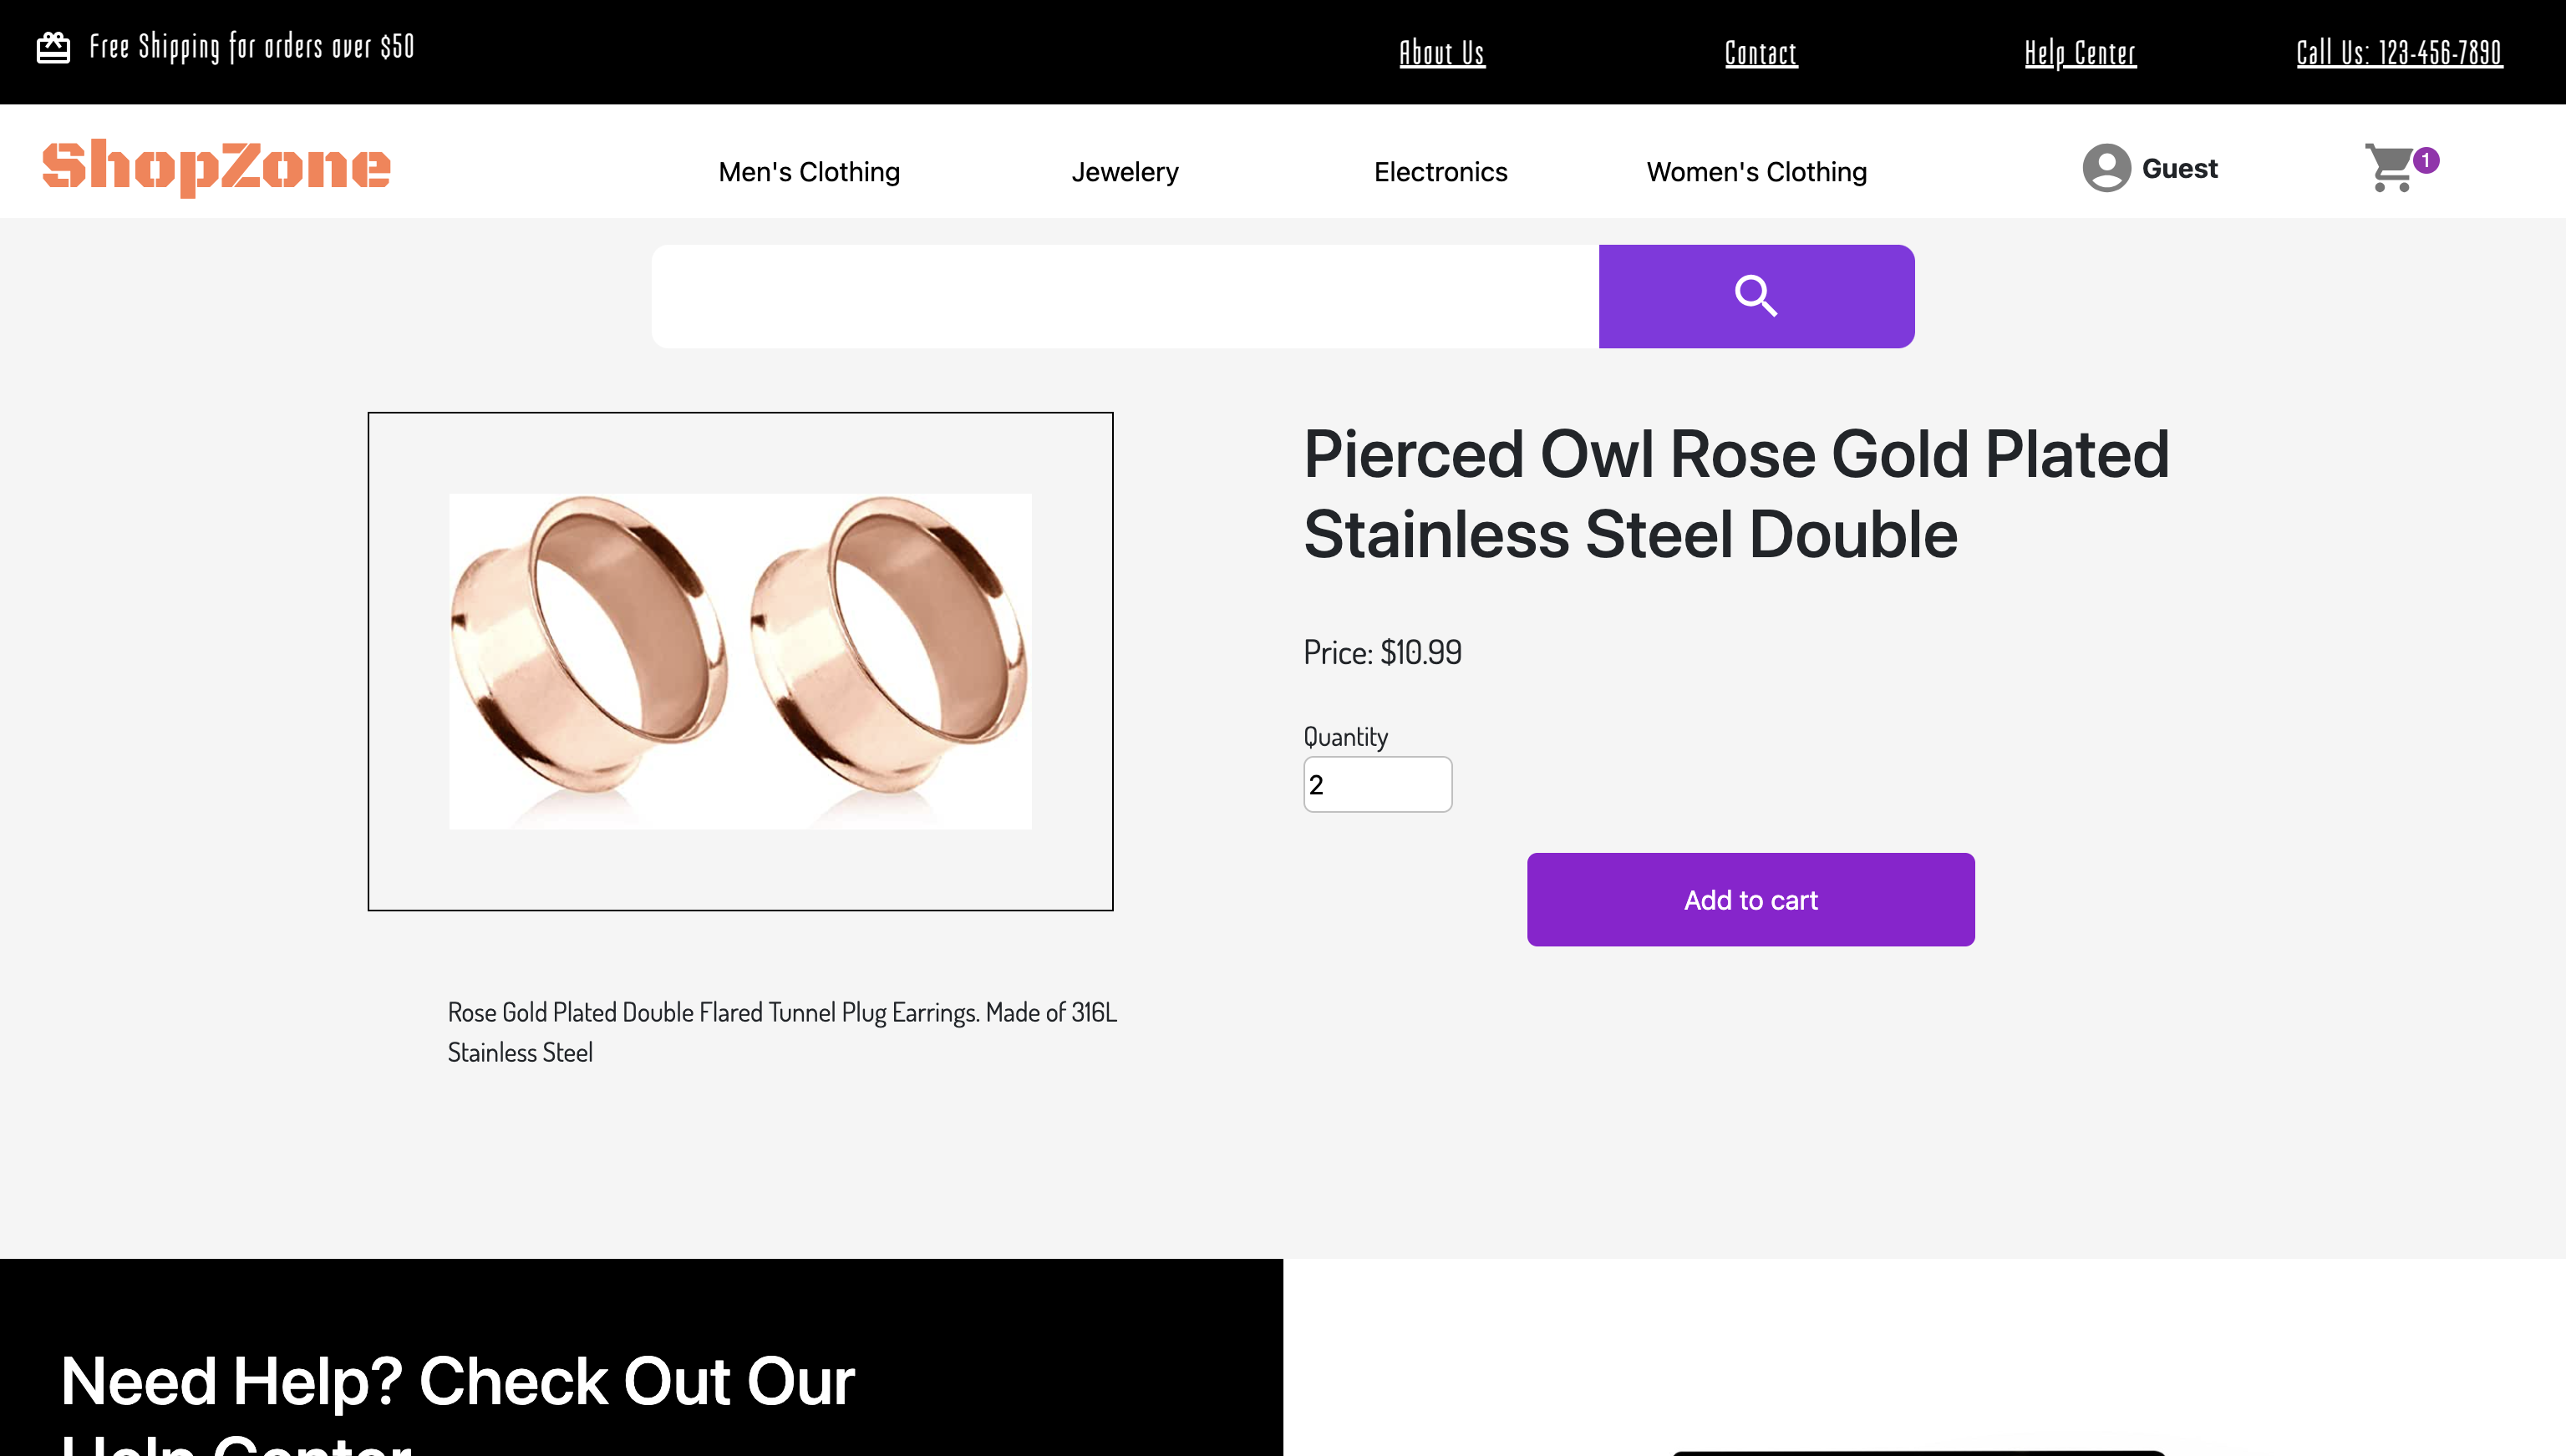 Free Shipping for orders over $50
About Us
Contact
Help Center
Call Us: 123-456-7890
ShopZone
Men's Clothing
Jewelery
Electronics
Women's Clothing
Guest
1
Pierced Owl Rose Gold Plated
Stainless Steel Double
Price: $10.99
Quantity
2
Add to cart
Rose Gold Plated Double Flared Tunnel Plug Earrings. Made of 316L
Stainless Steel
Need Help? Check Out Our
Help Center